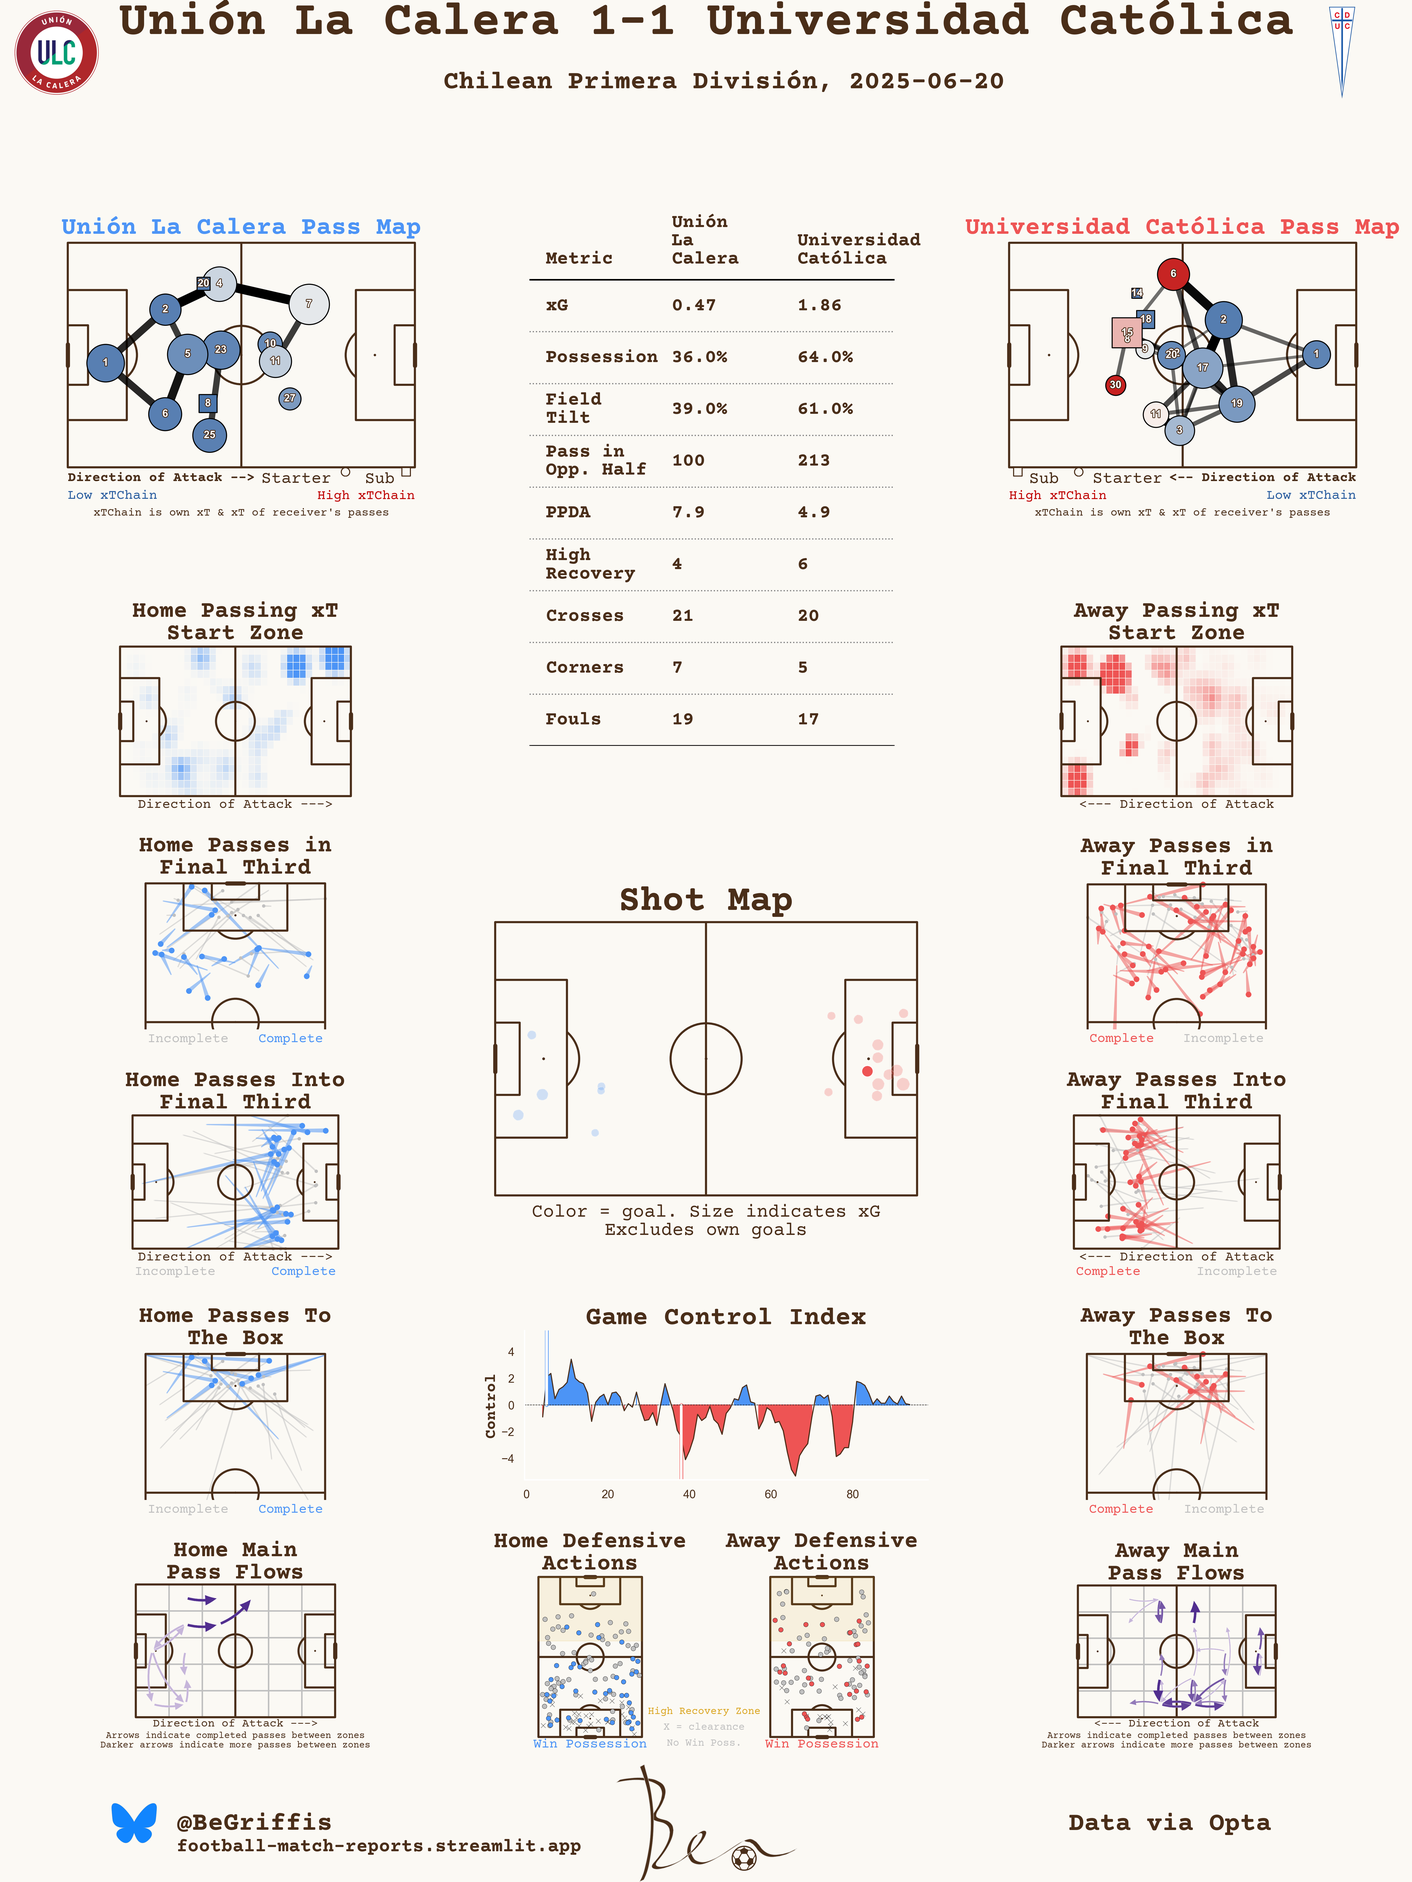 Unión La Calera 1-1 Universidad Católica
UNIÓN
ULC
LA CALERA
C D
U C
Chilean Primera División, 2025-06-20
Unión La Calera Pass Map
20
4
7
2
5
23
10
11
1
27
8
6
25
Direction of Attack --> Starter Sub
Low xTChain High xTChain
xTChain is own xT & xT of receiver's passes
Metric Unión La Calera Universidad Católica
xG 0.47 1.86
Possession 36.0% 64.0%
Field Tilt 39.0% 61.0%
Pass in Opp. Half 100 213
PPDA 7.9 4.9
High Recovery 4 6
Crosses 21 20
Corners 7 5
Fouls 19 17
Universidad Católica Pass Map
6
14
18
2
15
8
9
20
1
17
30
11
19
3
Sub Starter <-- Direction of Attack
High xTChain Low xTChain
xTChain is own xT & xT of receiver's passes
Home Passing xT
Start Zone
Direction of Attack --->
Away Passing xT
Start Zone
<--- Direction of Attack
Home Passes in
Final Third
Incomplete Complete
Away Passes in
Final Third
Complete Incomplete
Shot Map
Color = goal. Size indicates xG
Excludes own goals
Home Passes Into
Final Third
Direction of Attack --->
Incomplete Complete
Away Passes Into
Final Third
<--- Direction of Attack
Complete Incomplete
Home Passes To
The Box
Incomplete Complete
Game Control Index
Control
4
2
0
−2
−4
0 20 40 60 80
Away Passes To
The Box
Complete Incomplete
Home Main
Pass Flows
Direction of Attack --->
Arrows indicate completed passes between zones
Darker arrows indicate more passes between zones
Home Defensive
Actions
Win Possession
High Recovery Zone
X = clearance
No Win Poss.
Away Defensive
Actions
Win Possession
Away Main
Pass Flows
<--- Direction of Attack
Arrows indicate completed passes between zones
Darker arrows indicate more passes between zones
@BeGriffis
football-match-reports.streamlit.app
Ben
Data via Opta